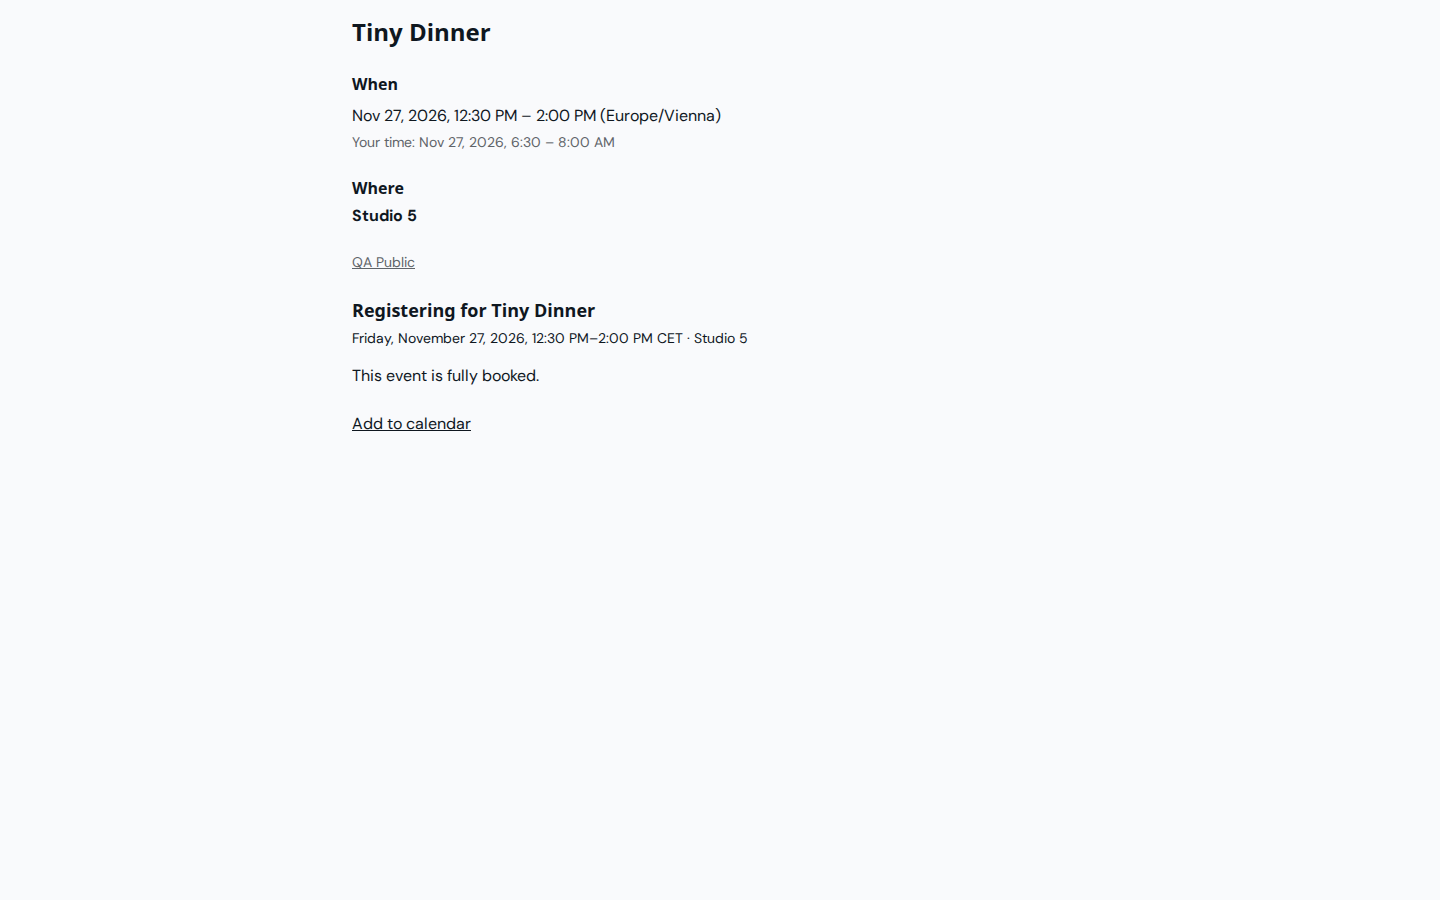 Tiny Dinner
When
Nov 27, 2026, 12:30 PM – 2:00 PM (Europe/Vienna)
Your time: Nov 27, 2026, 6:30 – 8:00 AM
Where
Studio 5
QA Public
Registering for Tiny Dinner
Friday, November 27, 2026, 12:30 PM–2:00 PM CET · Studio 5
This event is fully booked.
Add to calendar